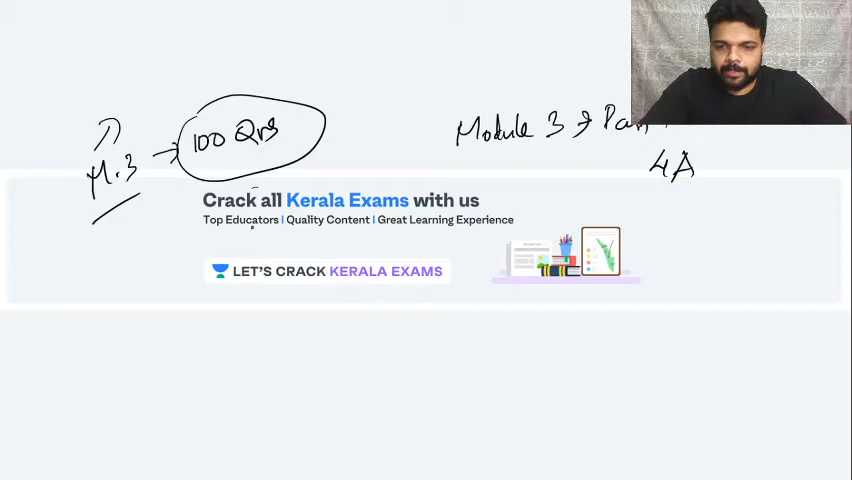 100 Qns
M.3
Module 3
4A
Crack all Kerala Exams with us
Top Educators | Quality Content | Great Learning Experience
LET'S CRACK KERALA EXAMS